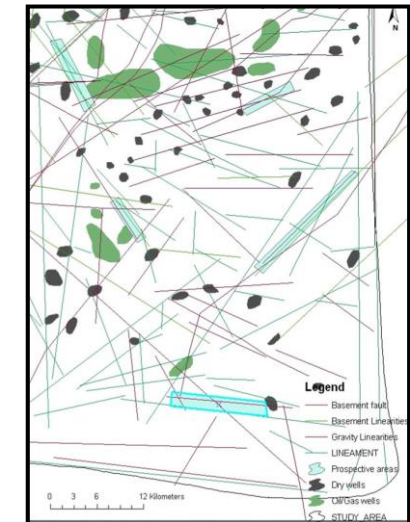 N
Legend
Basement fault
Basement Linearities
Gravity Linearities
LINEAMENT
Prospective areas
Dry wells
Oil/Gas wells
STUDY_AREA
0 3 6 12 Kilometers